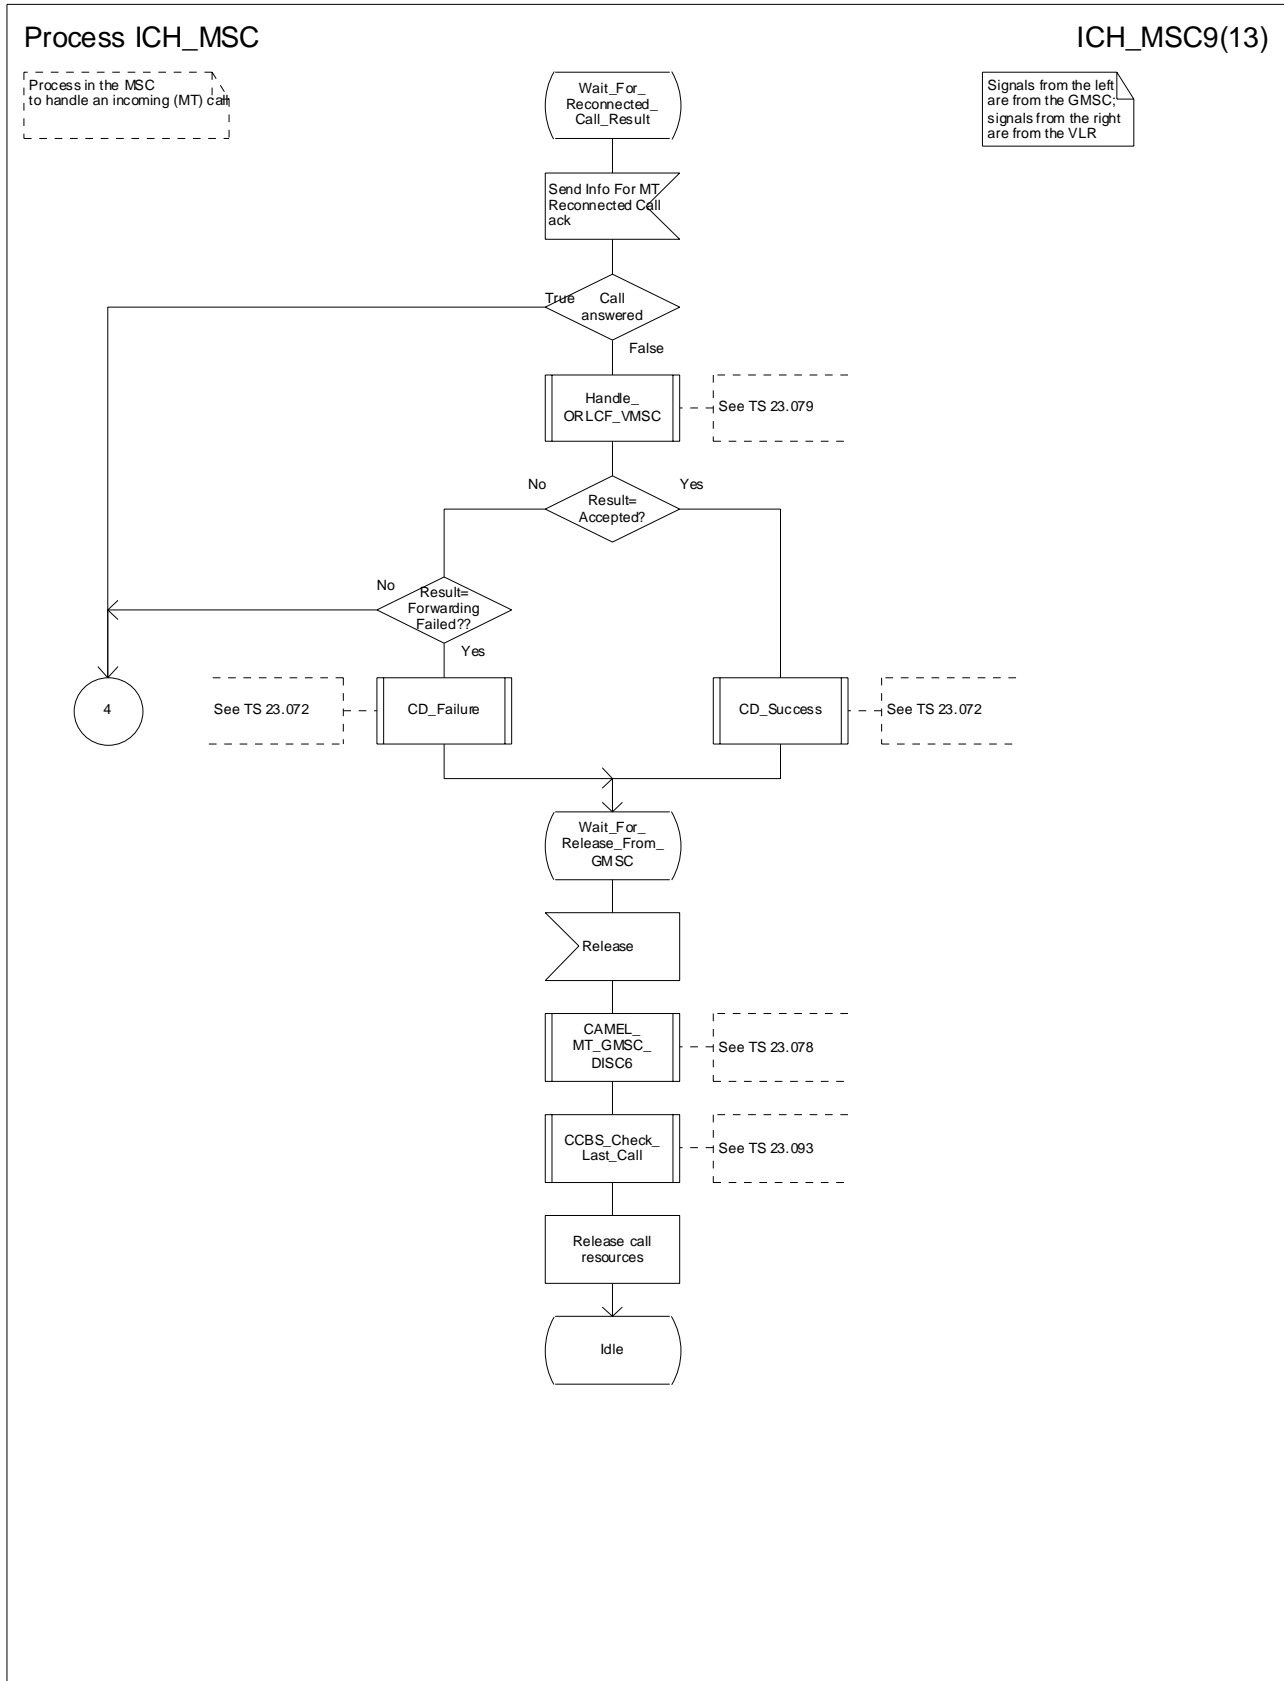 Process ICH_MSC
ICH_MSC9(13)
Process in the MSC
to handle an incoming (MT) call
Signals from the left
are from the GMSC;
signals from the right
are from the VLR
Wait_For_
Reconnected_
Call_Result
Send Info For MT
Reconnected Call
ack
True
Call
answered
False
Handle_
ORLCF_VMSC
See TS 23.079
No
Yes
Result=
Accepted?
No
Result=
Forwarding
Failed??
Yes
4
See TS 23.072
CD_Failure
CD_Success
See TS 23.072
Wait_For_
Release_From_
GMSC
Release
CAMEL_
MT_GMSC_
DISC6
See TS 23.078
CCBS_Check_
Last_Call
See TS 23.093
Release call
resources
Idle